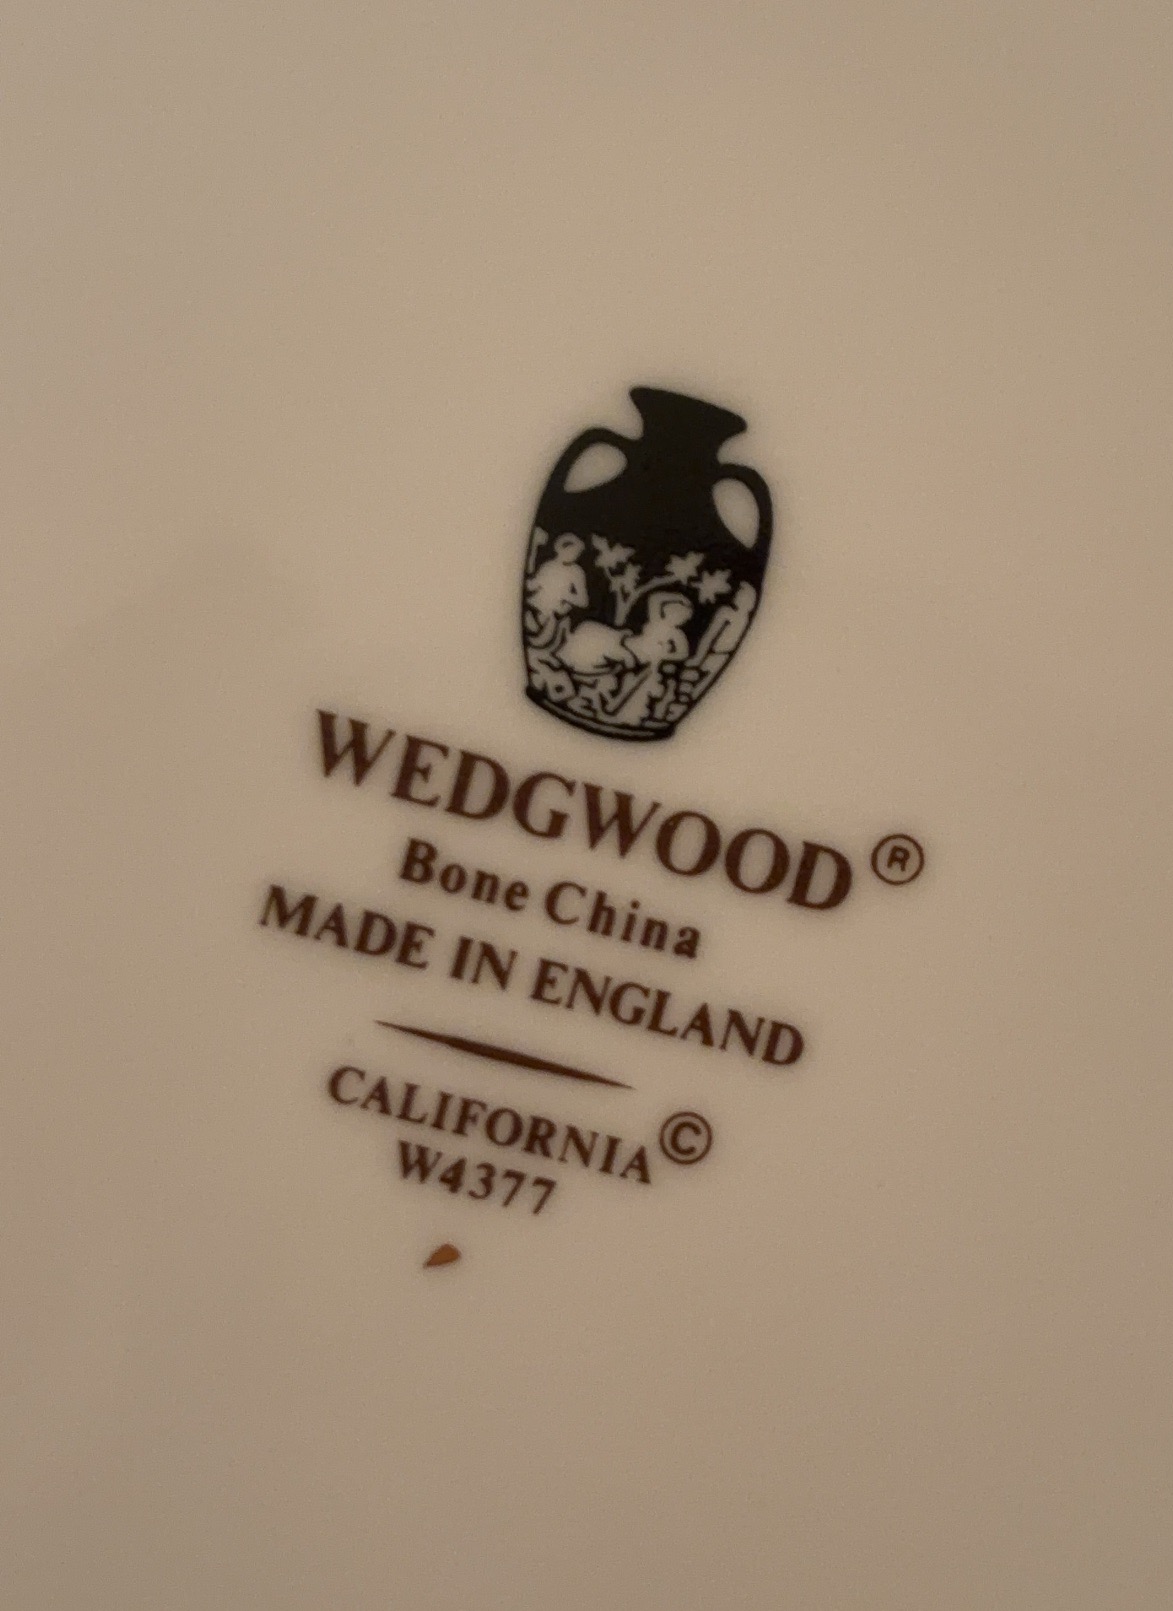 WEDGWOOD®
Bone China
MADE IN ENGLAND
CALIFORNIA©
W4377